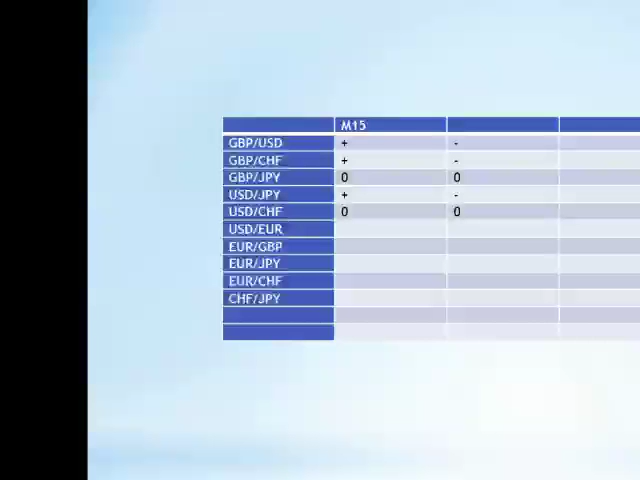 M15
GBP/USD + -
GBP/CHF + -
GBP/JPY 0 0
USD/JPY + -
USD/CHF 0 0
USD/EUR
EUR/GBP
EUR/JPY
EUR/CHF
CHF/JPY